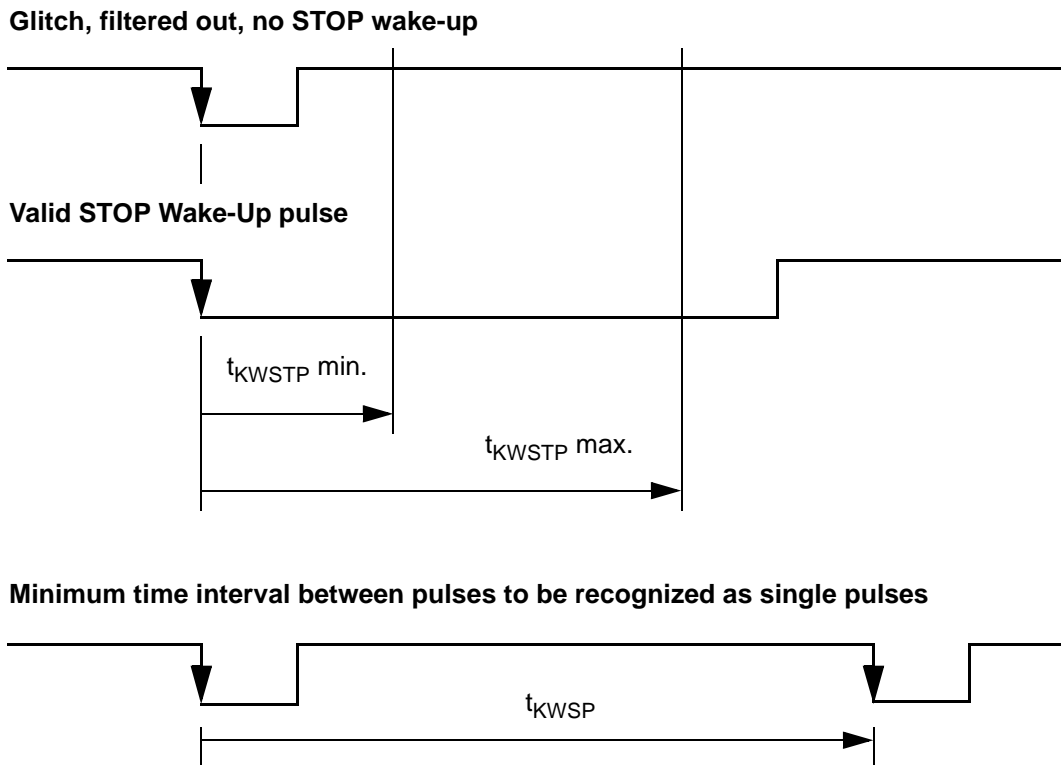 Glitch, filtered out, no STOP wake-up
Valid STOP Wake-Up pulse
tKWSTP min.
tKWSTP max.
Minimum time interval between pulses to be recognized as single pulses
tKWSP